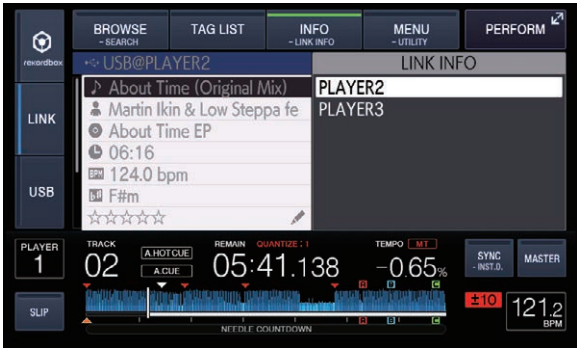 BROWSE
- SEARCH
TAG LIST
INFO
- LINK INFO
MENU
- UTILITY
PERFORM
rekordbox
LINK
USB
USB@PLAYER2
About Time (Original Mix)
Martin Ikin & Low Steppa fe
About Time EP
06:16
BPM 124.0 bpm
F#m
LINK INFO
PLAYER2
PLAYER3
PLAYER
1
TRACK
02
A.HOT CUE
A.CUE
REMAIN
QUANTIZE : 1
05:41.138
TEMPO
MT
-0.65%
SYNC
- INST.D.
MASTER
SLIP
A
D
C
A
B
C
NEEDLE COUNTDOWN
±10
121.2
BPM